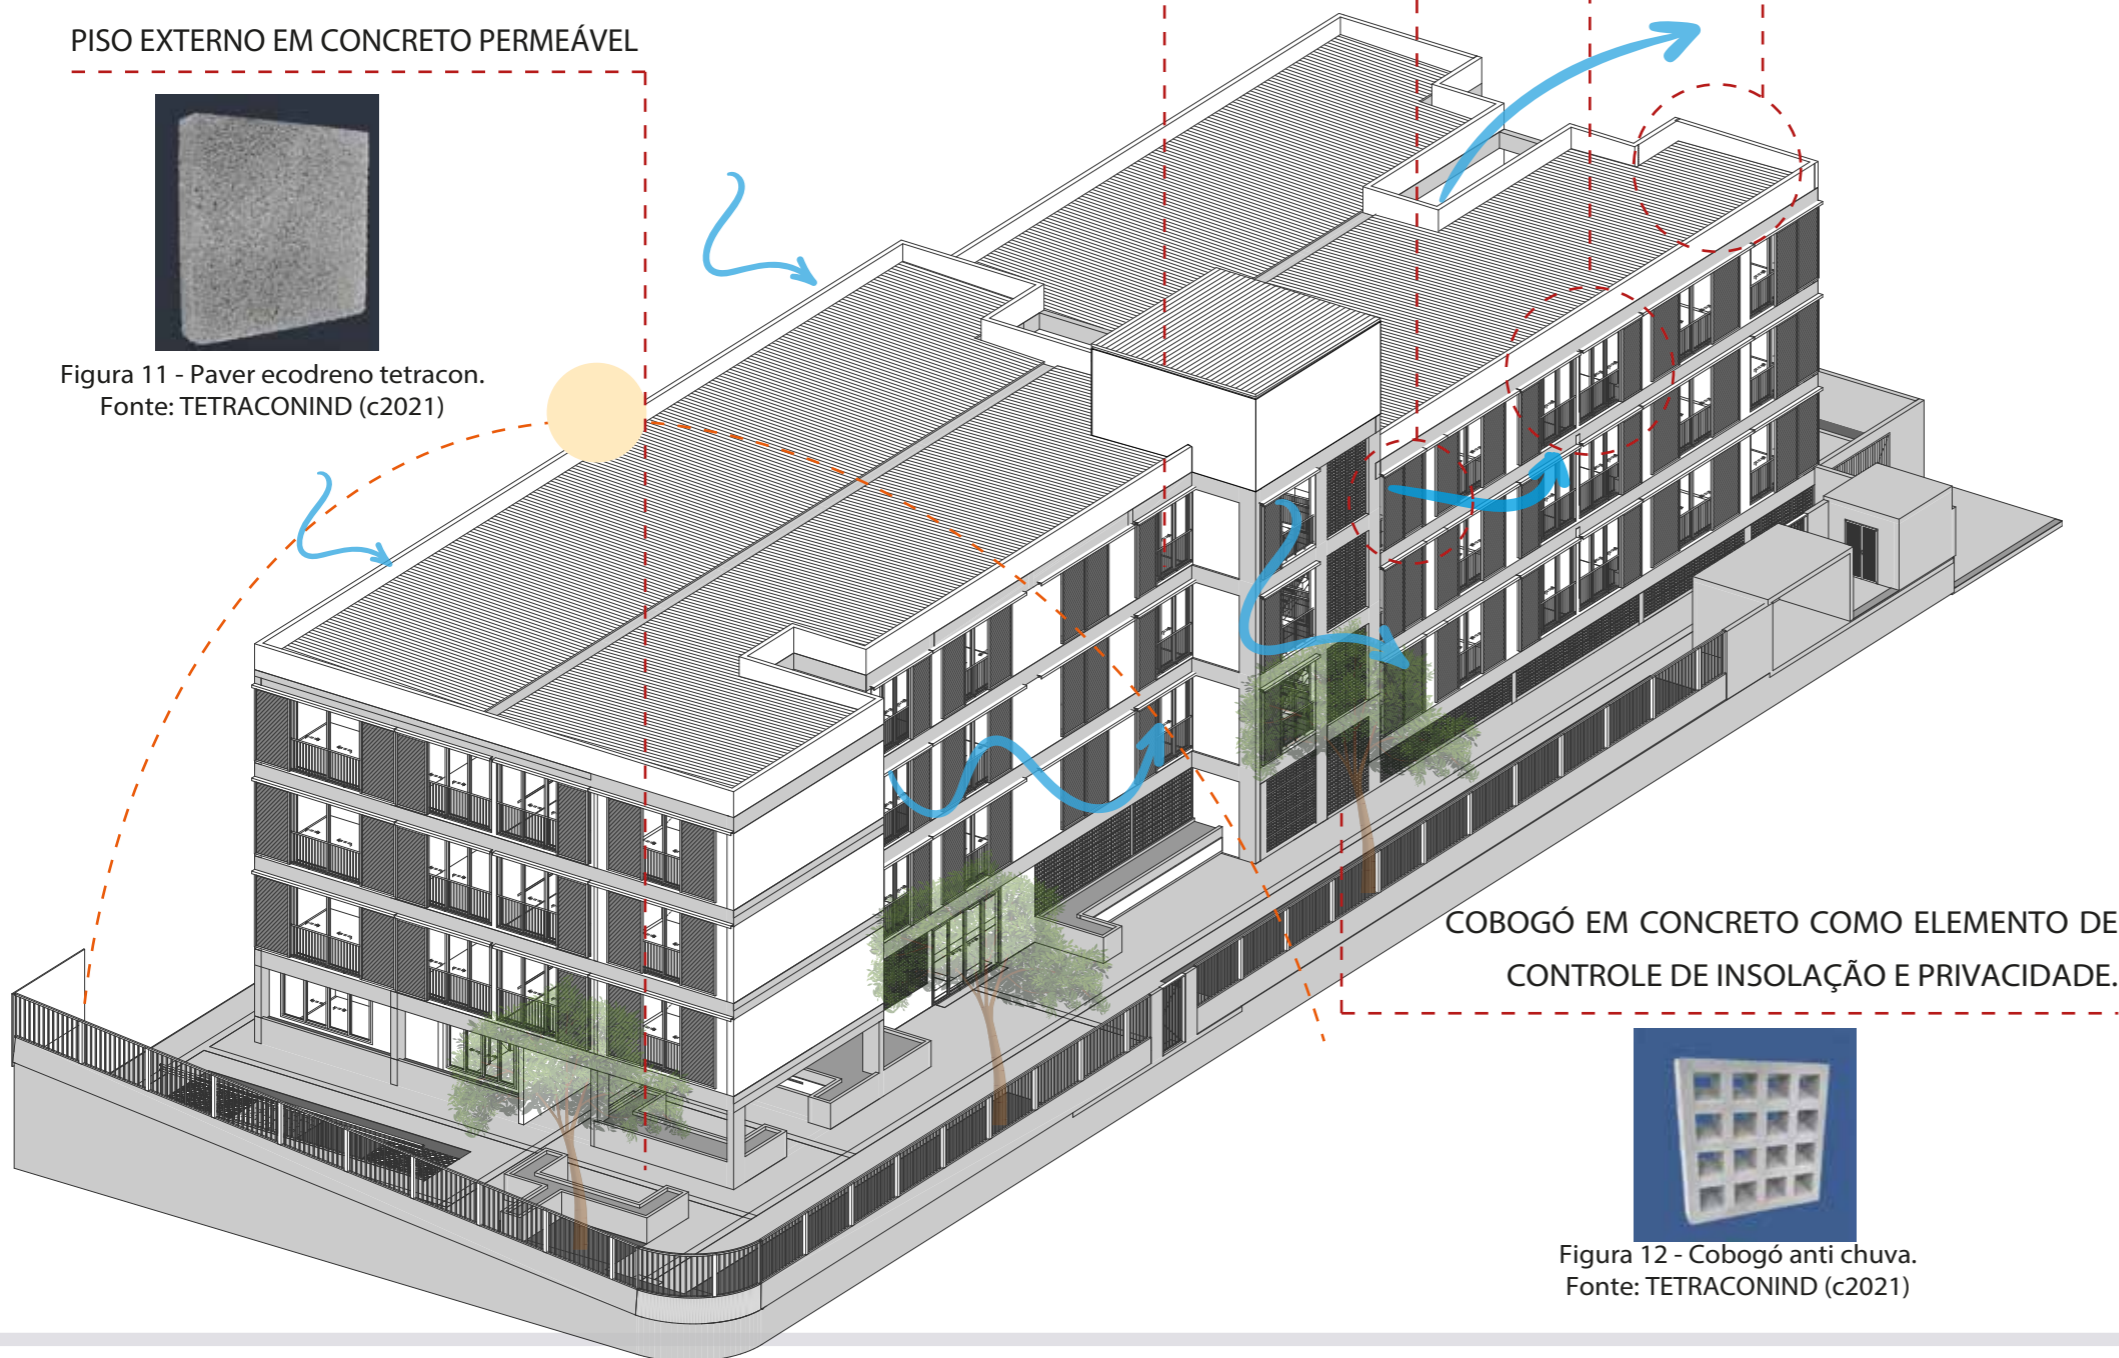 PISO EXTERNO EM CONCRETO PERMEÁVEL
Figura 11 - Paver ecodreno tetracon.
Fonte: TETRACONIND (c2021)
COBOGÓ EM CONCRETO COMO ELEMENTO DE
CONTROLE DE INSOLAÇÃO E PRIVACIDADE.
Figura 12 - Cobogó anti chuva.
Fonte: TETRACONIND (c2021)